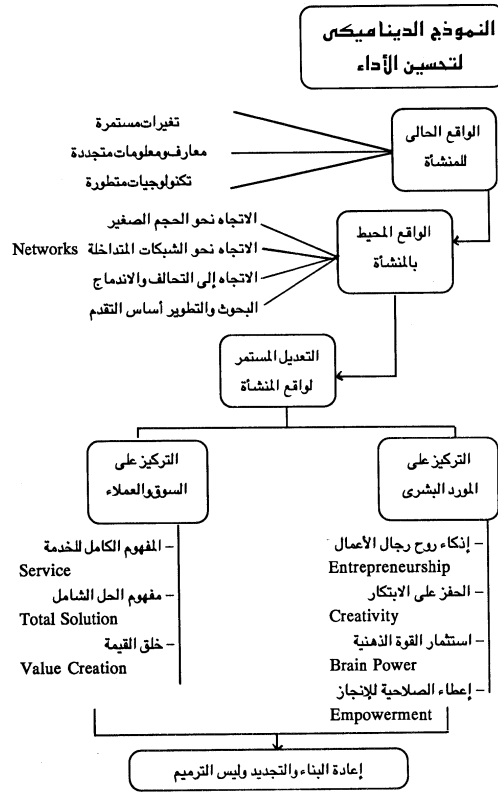 النموذج الديناميكى
لتحسين الأداء
الواقع الحالى
للمنشأة
تغيرات مستمرة
معارف ومعلومات متجددة
تكنولوجيات متطورة
الواقع المحيط
بالمنشأة
الاتجاه نحو الحجم الصغير
الاتجاه نحو الشبكات المتداخلة Networks
الاتجاه إلى التحالف والاندماج
البحوث والتطوير أساس التقدم
التعديل المستمر
لواقع المنشأة
التركيز على
المورد البشرى
– إذكاء روح رجال الأعمال
Entrepreneurship
– الحفز على الابتكار
Creativity
– استثمار القوة الذهنية
Brain Power
– إعطاء الصلاحية للإنجاز
Empowerment
التركيز على
السوق والعملاء
– المفهوم الكامل للخدمة
Service
– مفهوم الحل الشامل
Total Solution
– خلق القيمة
Value Creation
إعادة البناء والتجديد وليس الترميم